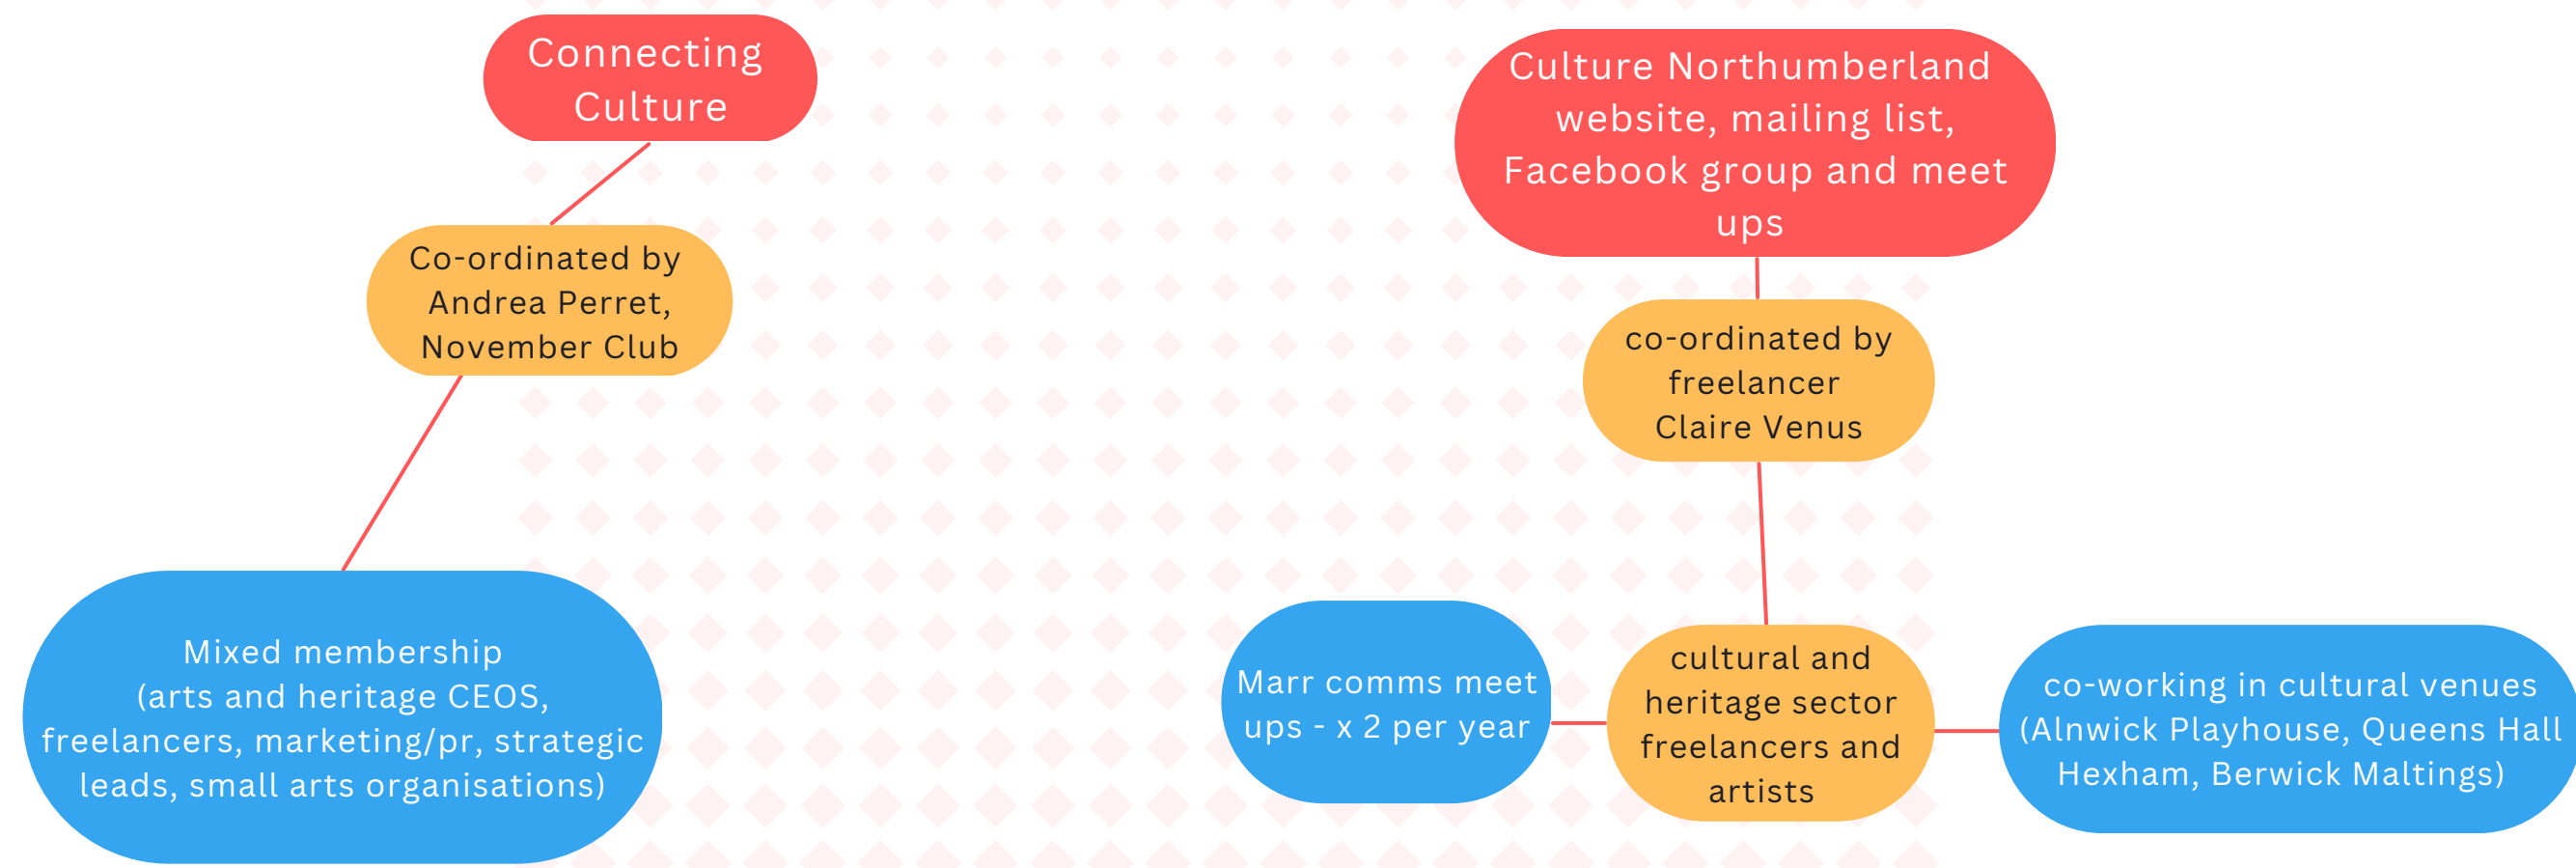 Connecting
Culture
Co-ordinated by
Andrea Perret,
November Club
Mixed membership
(arts and heritage CEOS,
freelancers, marketing/pr, strategic
leads, small arts organisations)
Culture Northumberland
website, mailing list,
Facebook group and meet
ups
co-ordinated by
freelancer
Claire Venus
Marr comms meet
ups - x 2 per year
cultural and
heritage sector
freelancers and
artists
co-working in cultural venues
(Alnwick Playhouse, Queens Hall
Hexham, Berwick Maltings)